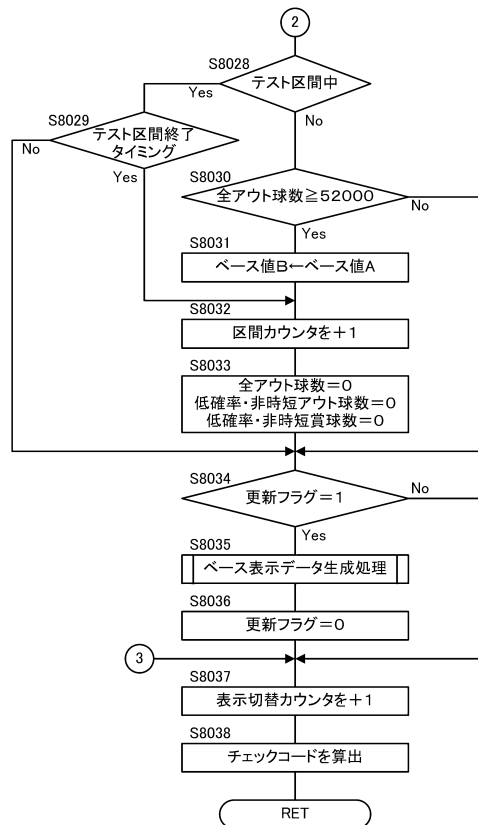 2
S8028
テスト区間中
Yes
S8029
No
テスト区間終了
タイミング
No
Yes
S8030
全アウト球数≧52000
No
Yes
S8031
ベース値B←ベース値A
S8032
区間カウンタを+1
S8033
全アウト球数=0
低確率・非時短アウト球数=0
低確率・非時短賞球数=0
S8034
更新フラグ=1
No
Yes
S8035
ベース表示データ生成処理
S8036
更新フラグ=0
3
S8037
表示切替カウンタを+1
S8038
チェックコードを算出
RET